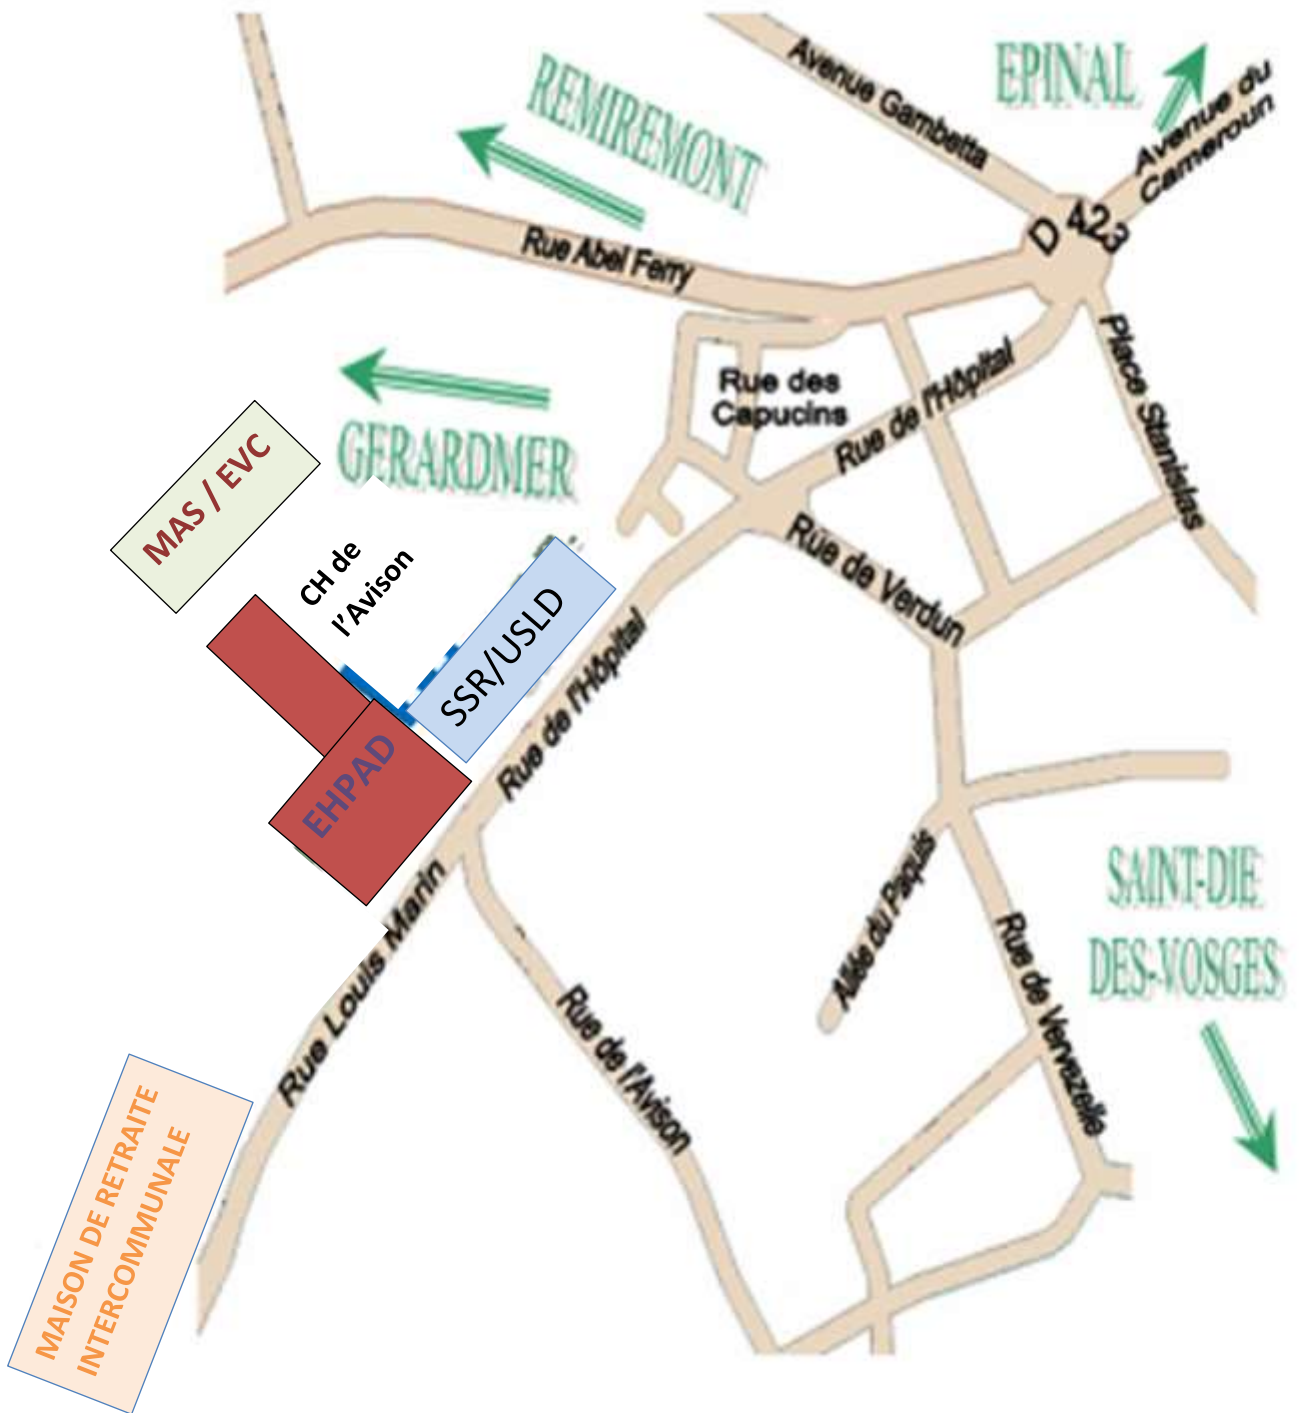 Avenue Gambetta
EPINAL
Avenue du
Cameroun
REMIREMONT
D 423
Rue Abel Ferry
Place Stanislas
Rue des
Capucins
Rue de l'Hôpital
GERARDMER
MAS / EVC
CH de
l'Avison
SSR/USLD
Rue de Verdun
Rue de l'Hôpital
EHPAD
Allée du Paquis
SAINT-DIE
DES-VOSGES
Rue Louis Marin
Rue de Vervezelle
Rue de l'Avison
MAISON DE RETRAITE
INTERCOMMUNALE